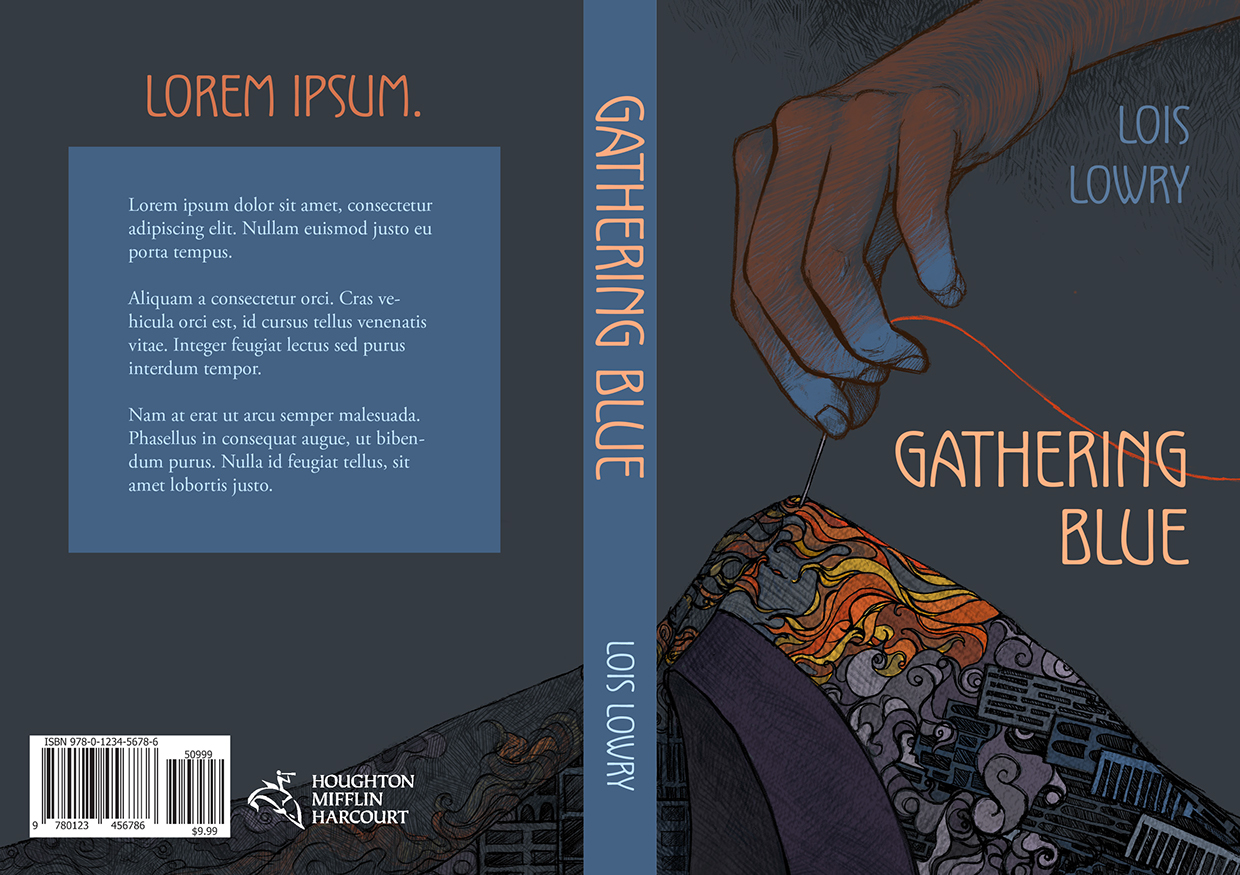 LOREM IPSUM.
Lorem ipsum dolor sit amet, consectetur
adipiscing elit. Nullam euismod justo eu
porta tempus.
Aliquam a consectetur orci. Cras ve-
hicula orci est, id cursus tellus venenatis
vitae. Integer feugiat lectus sed purus
interdum tempor.
Nam at erat ut arcu semper malesuada.
Phasellus in consequat augue, ut biben-
dum purus. Nulla id feugiat tellus, sit
amet lobortis justo.
ISBN 978-0-1234-5678-6
50999
9 780123 456786
$9.99
HOUGHTON
MIFFLIN
HARCOURT
GATHERING BLUE
LOIS LOWRY
LOIS
LOWRY
GATHERING
BLUE